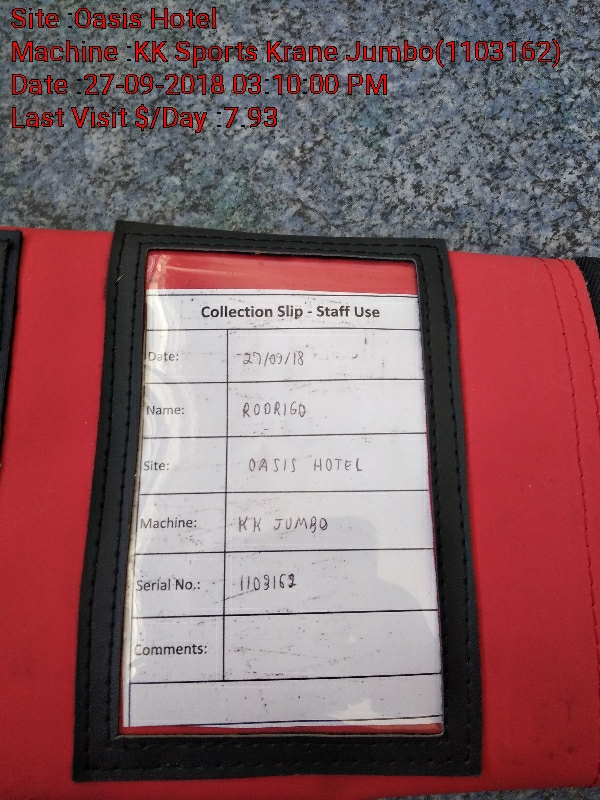 Site :Oasis Hotel
Machine :KK Sports Krane Jumbo(1103162)
Date :27-09-2018 03:10:00 PM
Last Visit $/Day :7.93
Collection Slip - Staff Use
Date: 27/09/18
Name: RODRIGO
Site: OASIS HOTEL
Machine: KK JUMBO
Serial No.: 1103162
Comments: